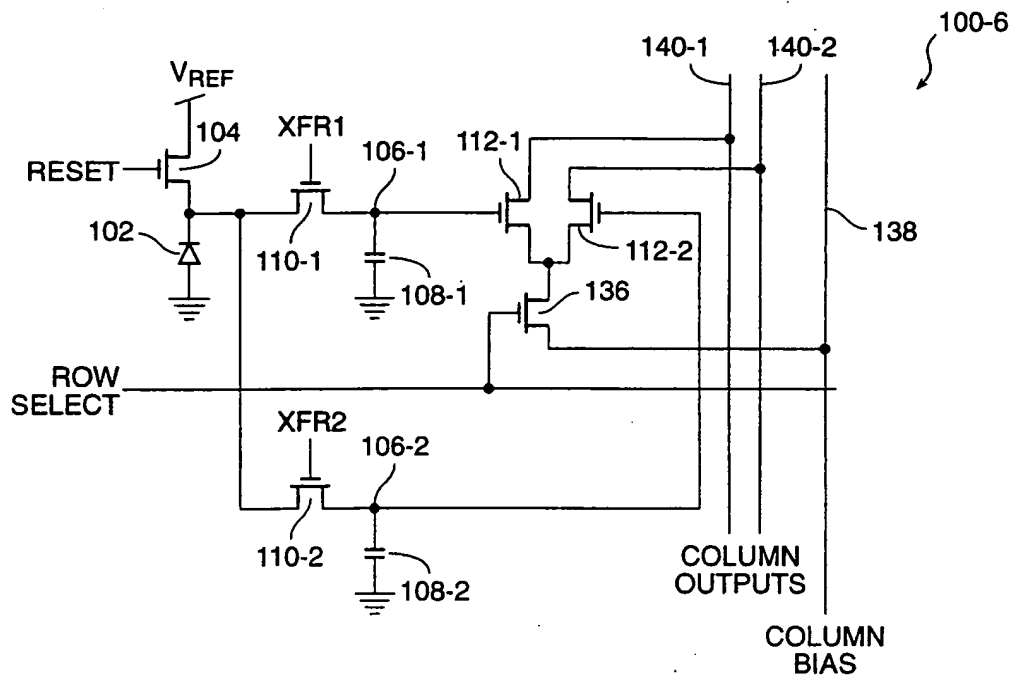 100-6
140-1
140-2
VREF
104
XFR1
106-1
112-1
RESET
102
110-1
108-1
112-2
138
136
ROW
SELECT
XFR2
106-2
110-2
108-2
COLUMN
OUTPUTS
COLUMN
BIAS